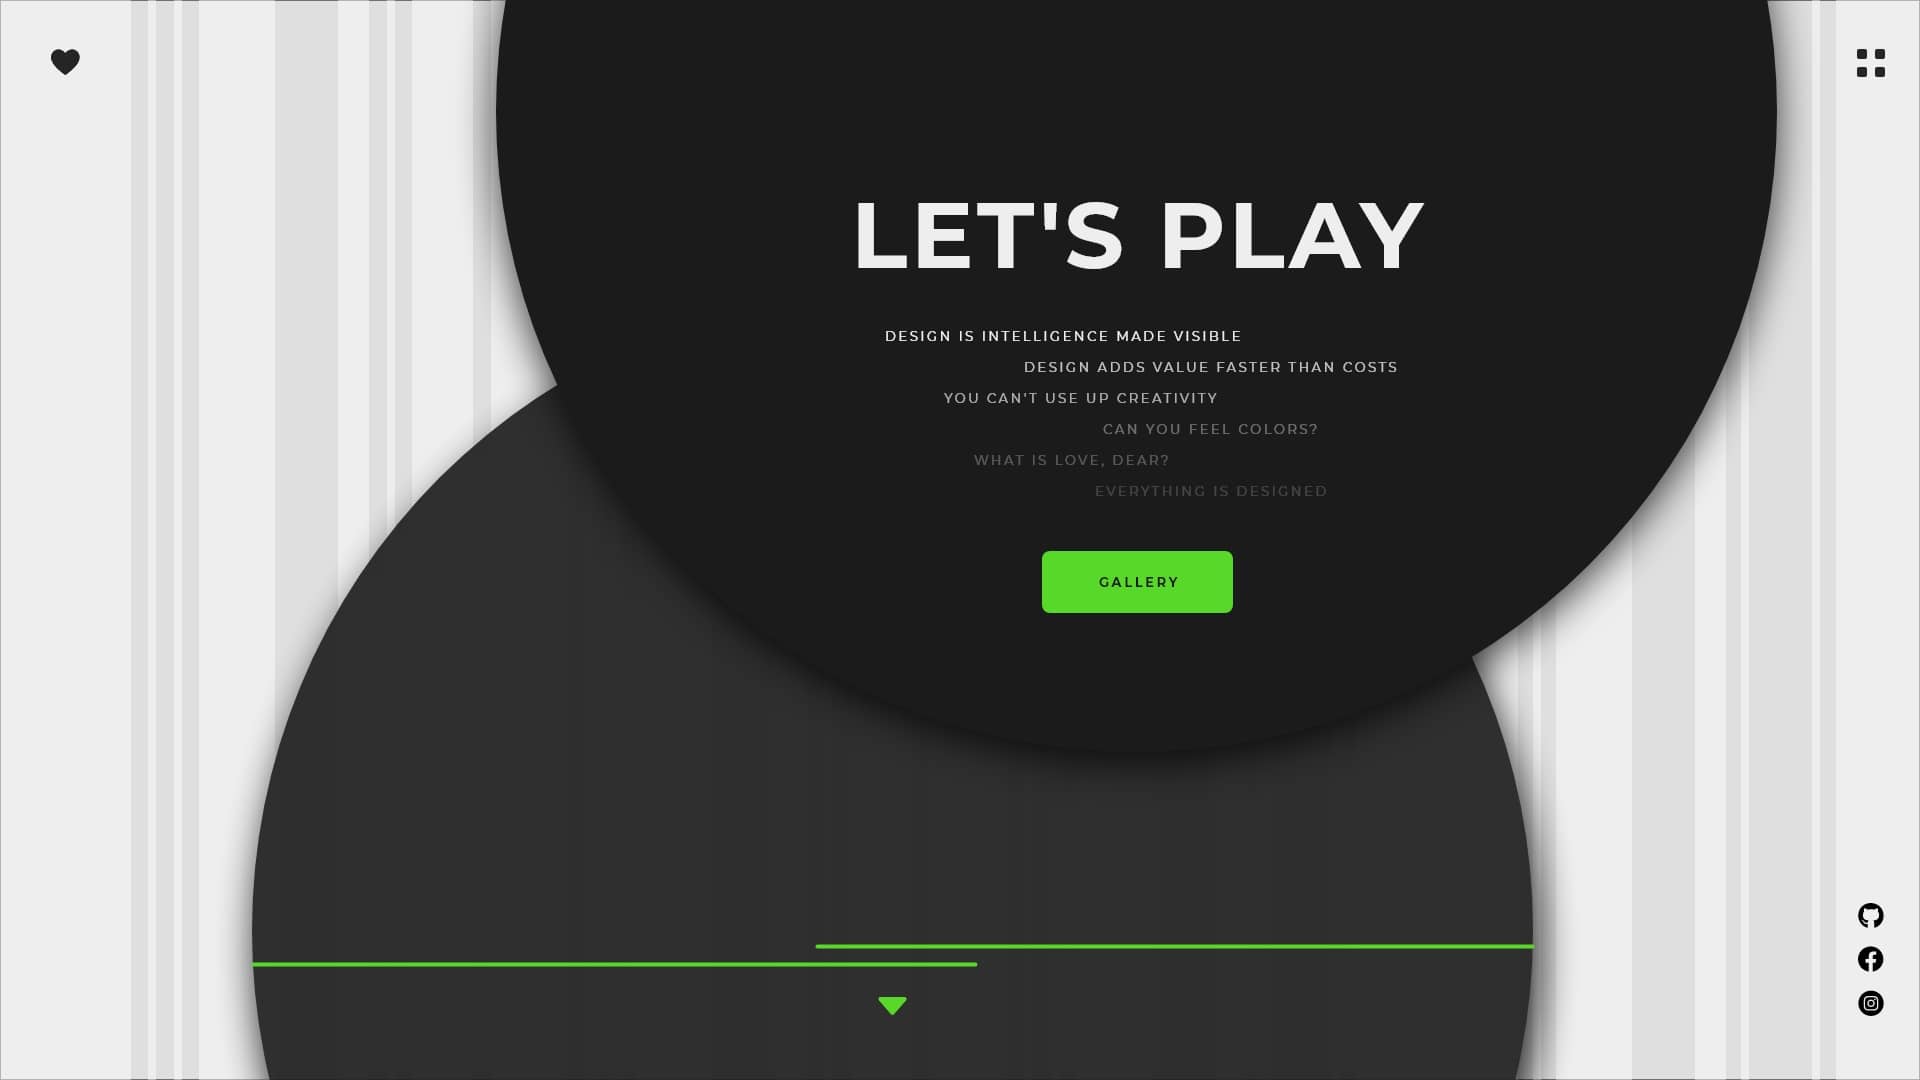 LET'S PLAY
DESIGN IS INTELLIGENCE MADE VISIBLE
DESIGN ADDS VALUE FASTER THAN COSTS
YOU CAN'T USE UP CREATIVITY
CAN YOU FEEL COLORS?
WHAT IS LOVE, DEAR?
EVERYTHING IS DESIGNED
GALLERY